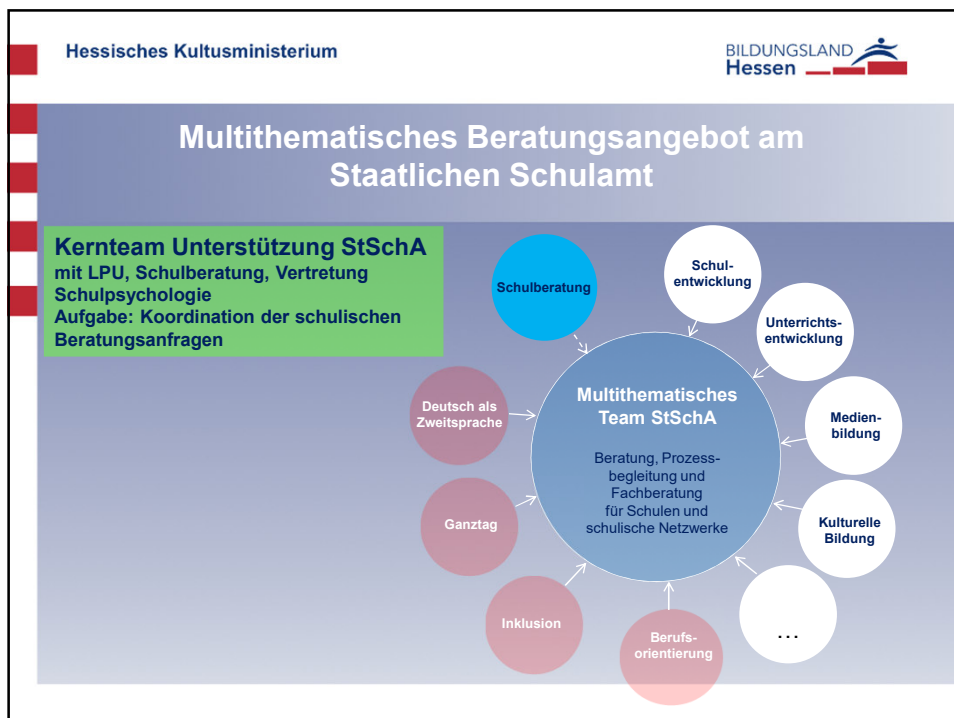 Hessisches Kultusministerium
BILDUNGSLAND
Hessen
Multithematisches Beratungsangebot am
Staatlichen Schulamt
Kernteam Unterstützung StSchA
mit LPU, Schulberatung, Vertretung
Schulpsychologie
Aufgabe: Koordination der schulischen
Beratungsanfragen
Schulberatung
Schul-
entwicklung
Unterrichts-
entwicklung
Medien-
bildung
Kulturelle
Bildung
...
Berufs-
orientierung
Inklusion
Ganztag
Deutsch als
Zweitsprache
Multithematisches
Team StSchA
Beratung, Prozess-
begleitung und
Fachberatung
für Schulen und
schulische Netzwerke